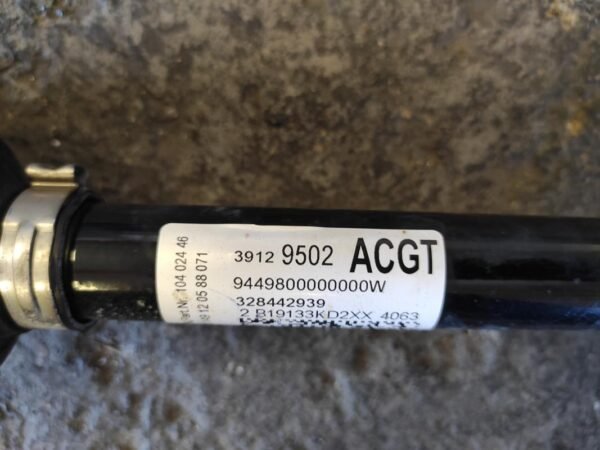 3912 9502 ACGT
9449800000000W
328442939
2 B19133KD2XX 4063
104 024 46
12 05 88 071